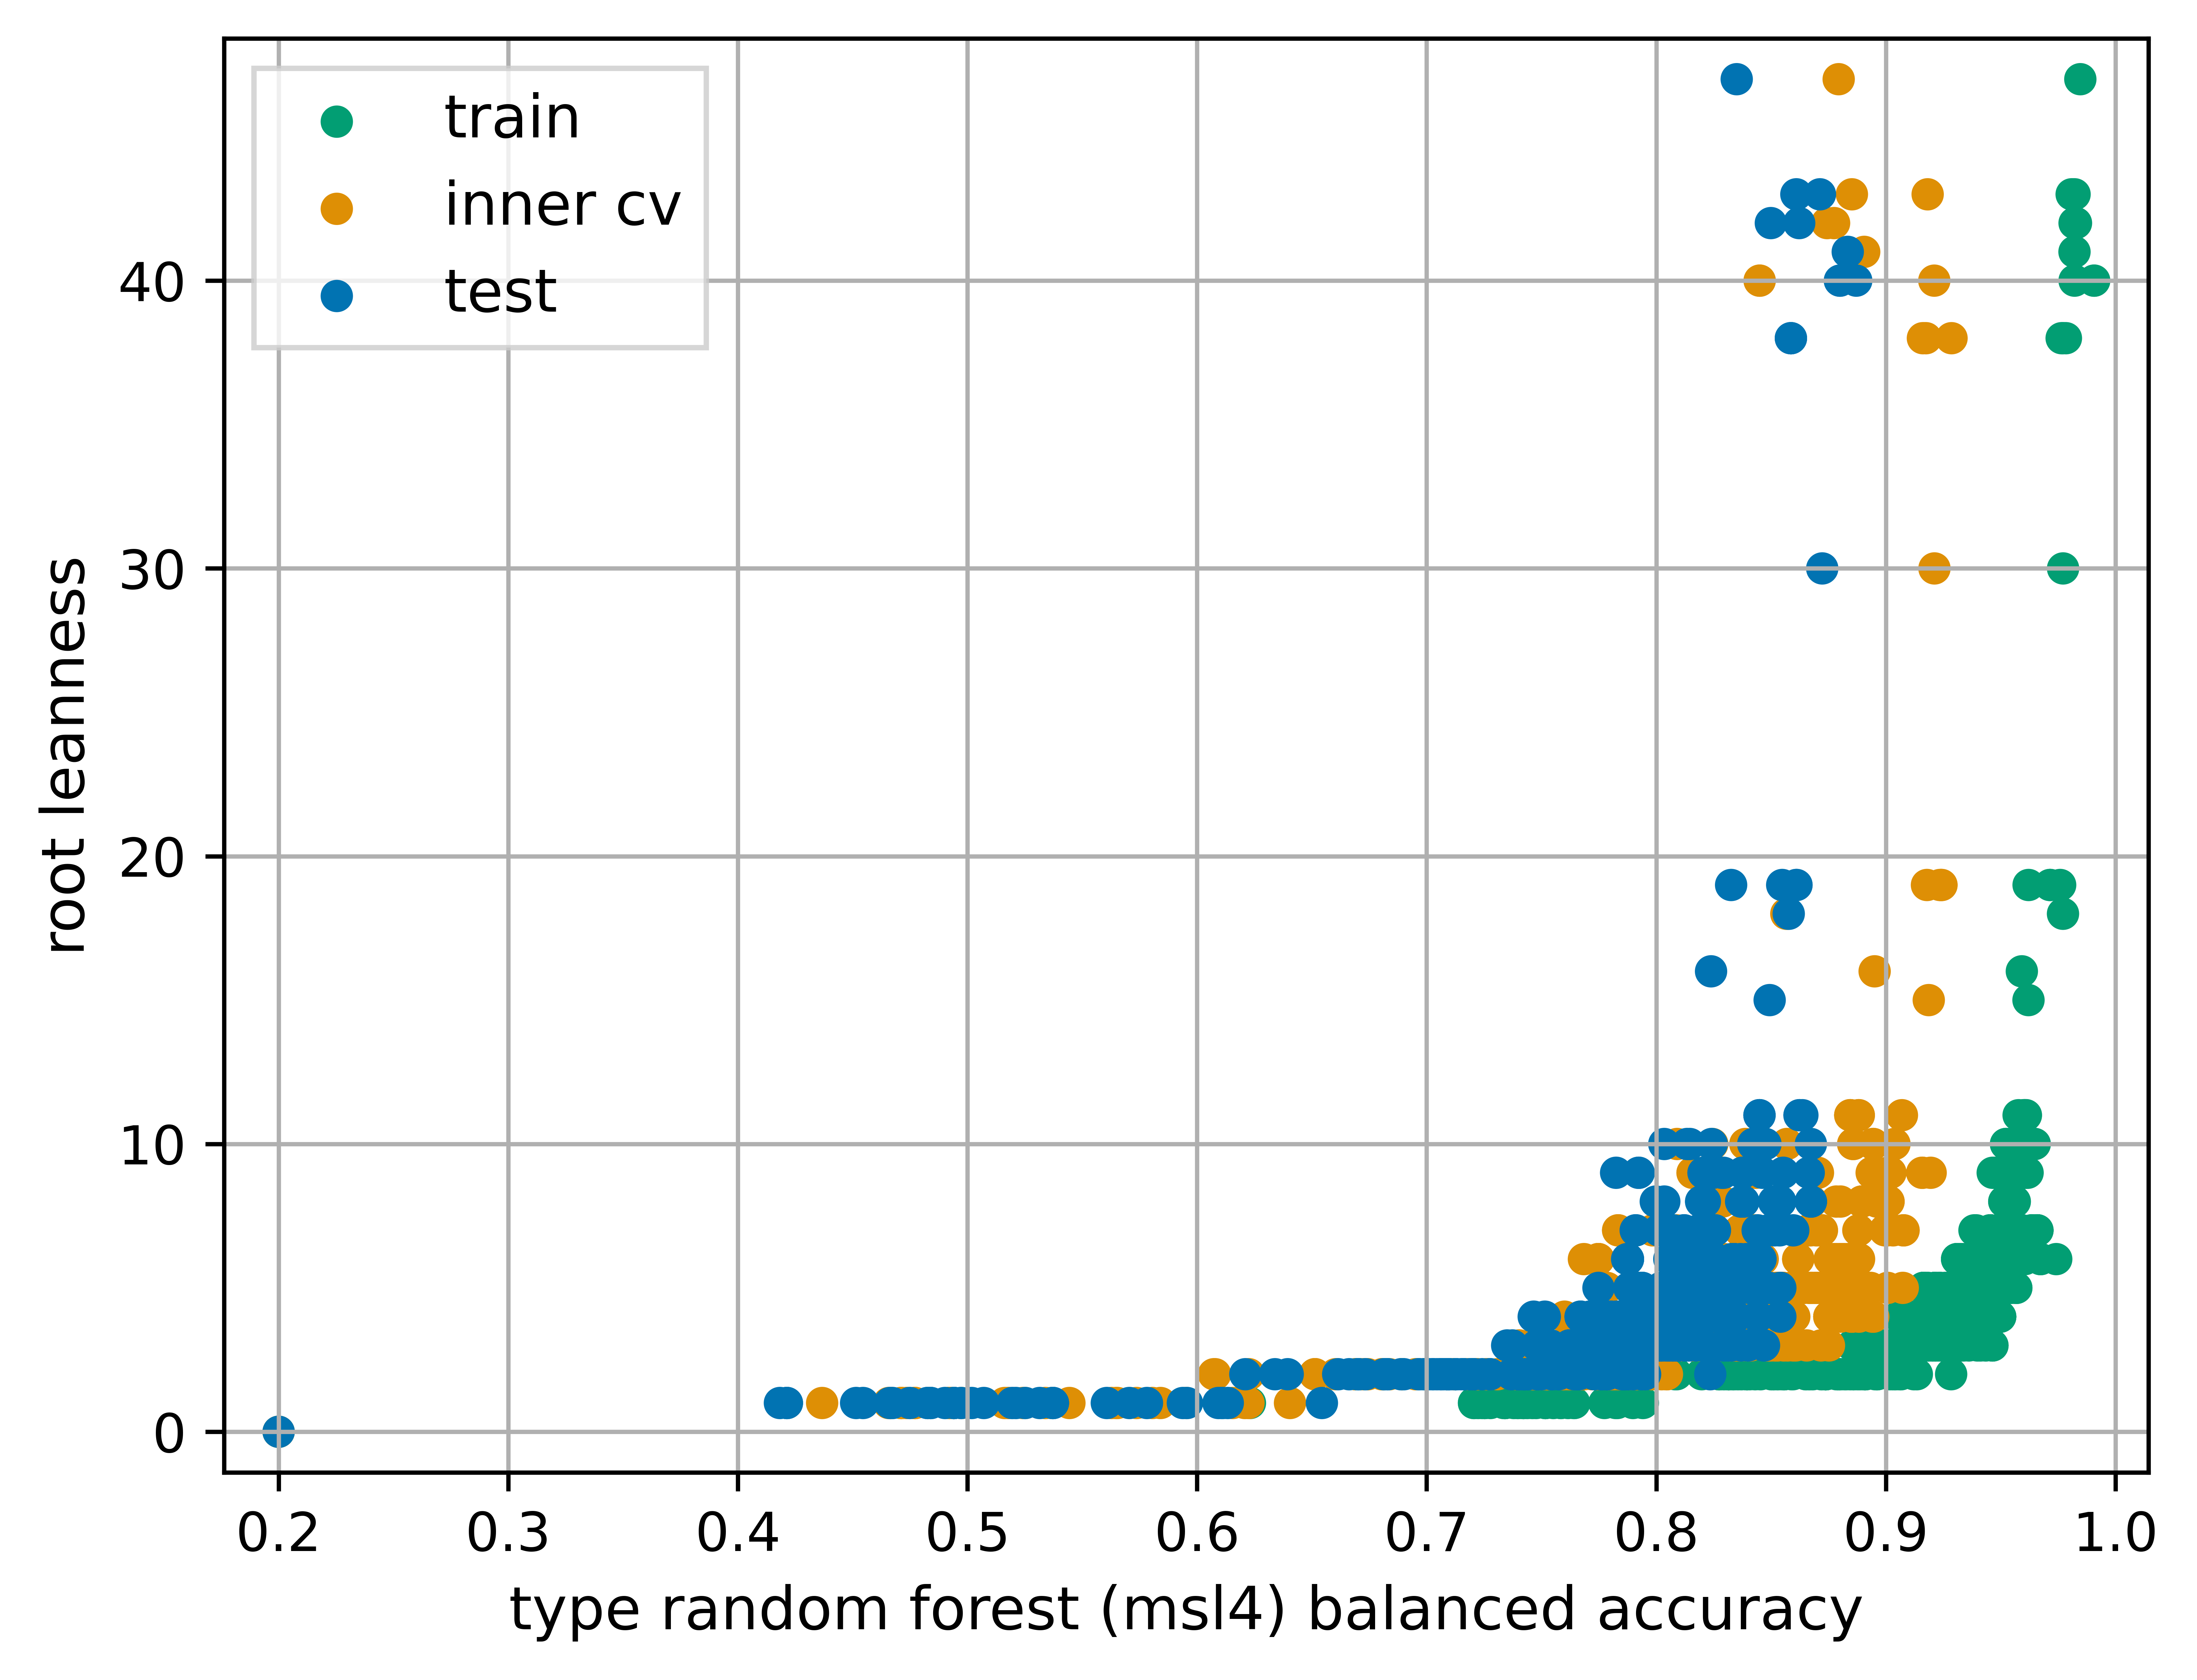 train
inner cv
test
40
30
20
10
0
root leanness
0.2 0.3 0.4 0.5 0.6 0.7 0.8 0.9 1.0
type random forest (msl4) balanced accuracy